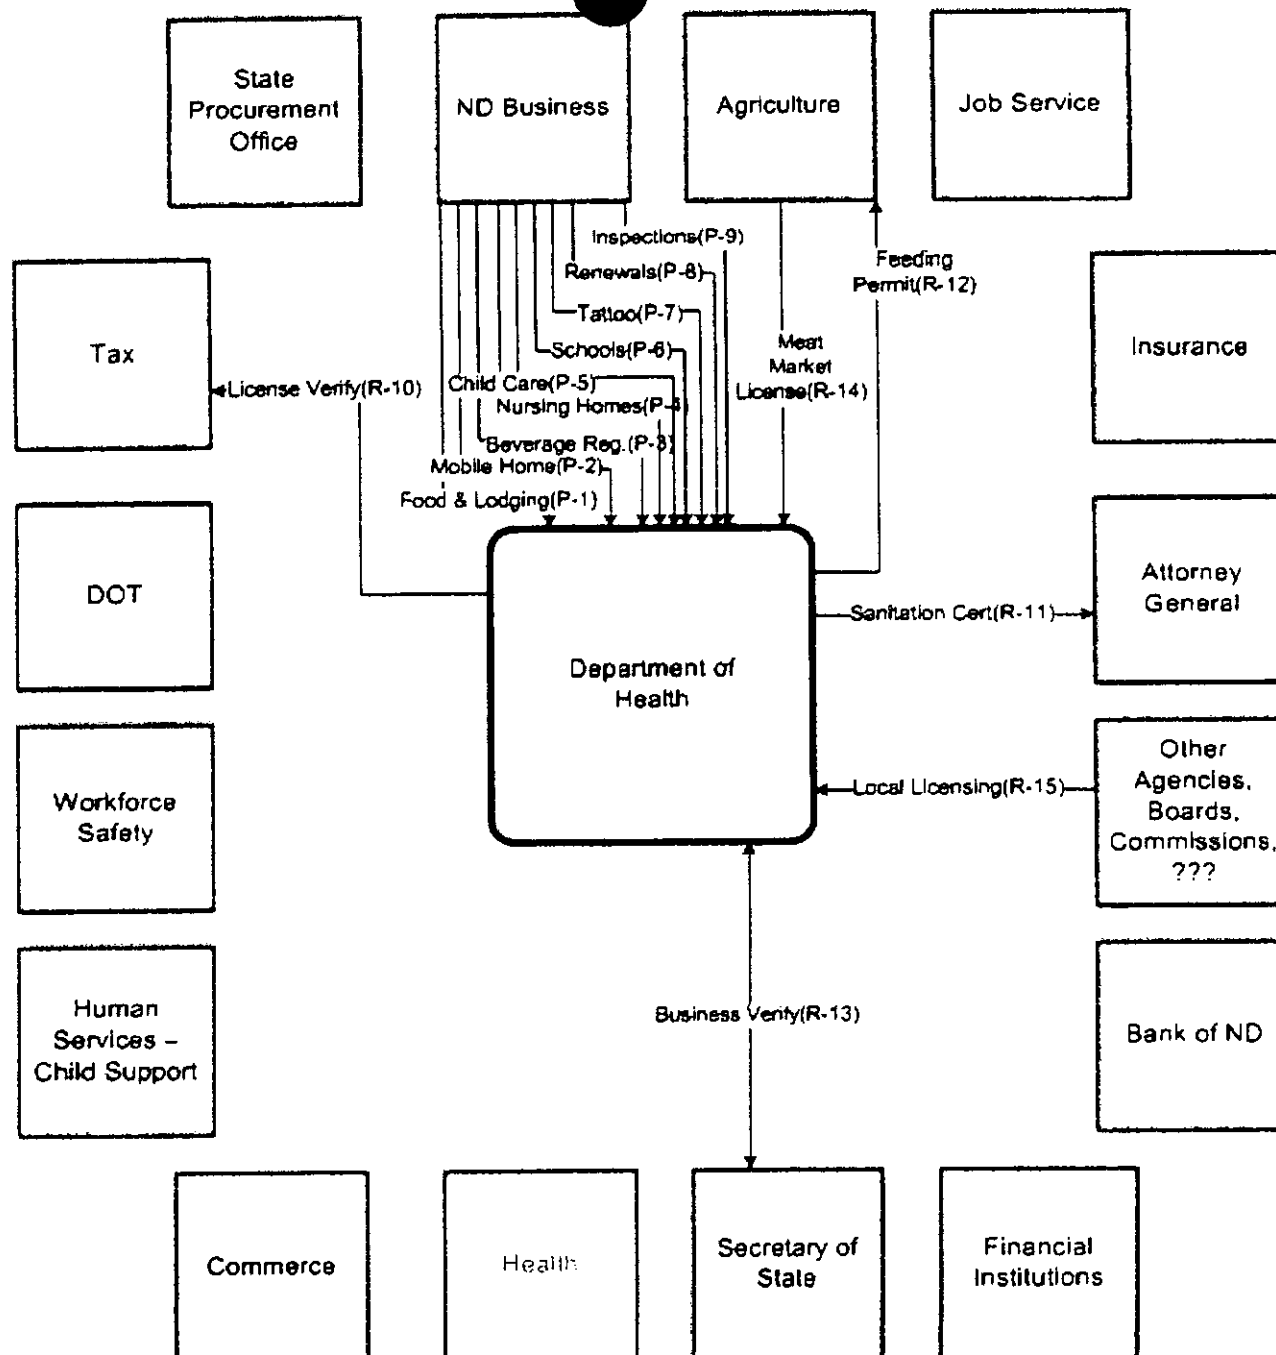 State
Procurement
Office
ND Business
Agriculture
Job Service
Inspections(P-9)
Renewals(P-8)
Tattoo(P-7)
Schools(P-6)
Child Care(P-5)
Nursing Homes(P-4)
Beverage Reg.(P-3)
Mobile Home(P-2)
Food & Lodging(P-1)
Meat
Market
License(R-14)
Feeding
Permit(R-12)
Tax
License Verify(R-10)
Insurance
DOT
Department of
Health
Sanitation Cert(R-11)
Attorney
General
Workforce
Safety
Local Licensing(R-15)
Other
Agencies,
Boards,
Commissions,
???
Human
Services –
Child Support
Business Verify(R-13)
Bank of ND
Commerce
Health
Secretary of
State
Financial
Institutions